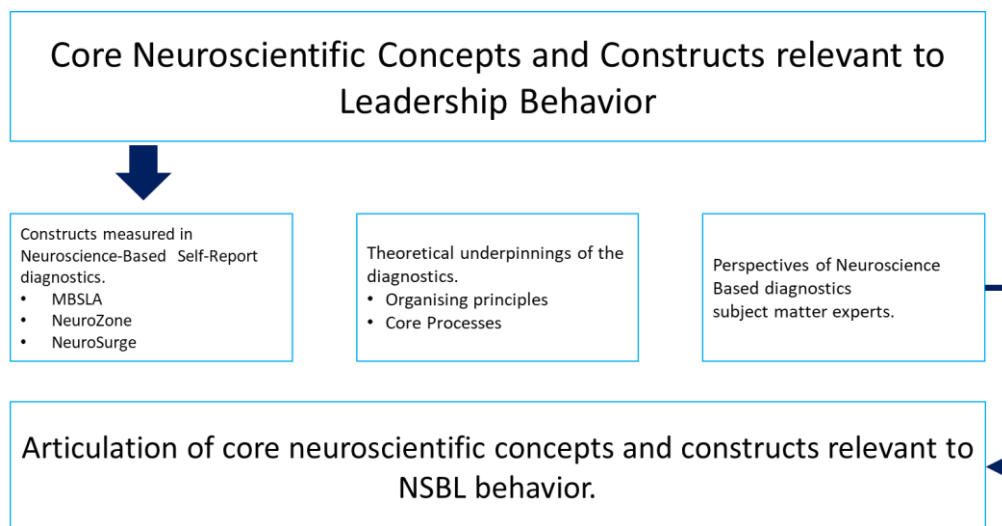 Core Neuroscientific Concepts and Constructs relevant to
Leadership Behavior
Constructs measured in
Neuroscience-Based Self-Report
diagnostics.
• MBSLA
• NeuroZone
• NeuroSurge
Theoretical underpinnings of the
diagnostics.
• Organising principles
• Core Processes
Perspectives of Neuroscience
Based diagnostics
subject matter experts.
Articulation of core neuroscientific concepts and constructs relevant to
NSBL behavior.